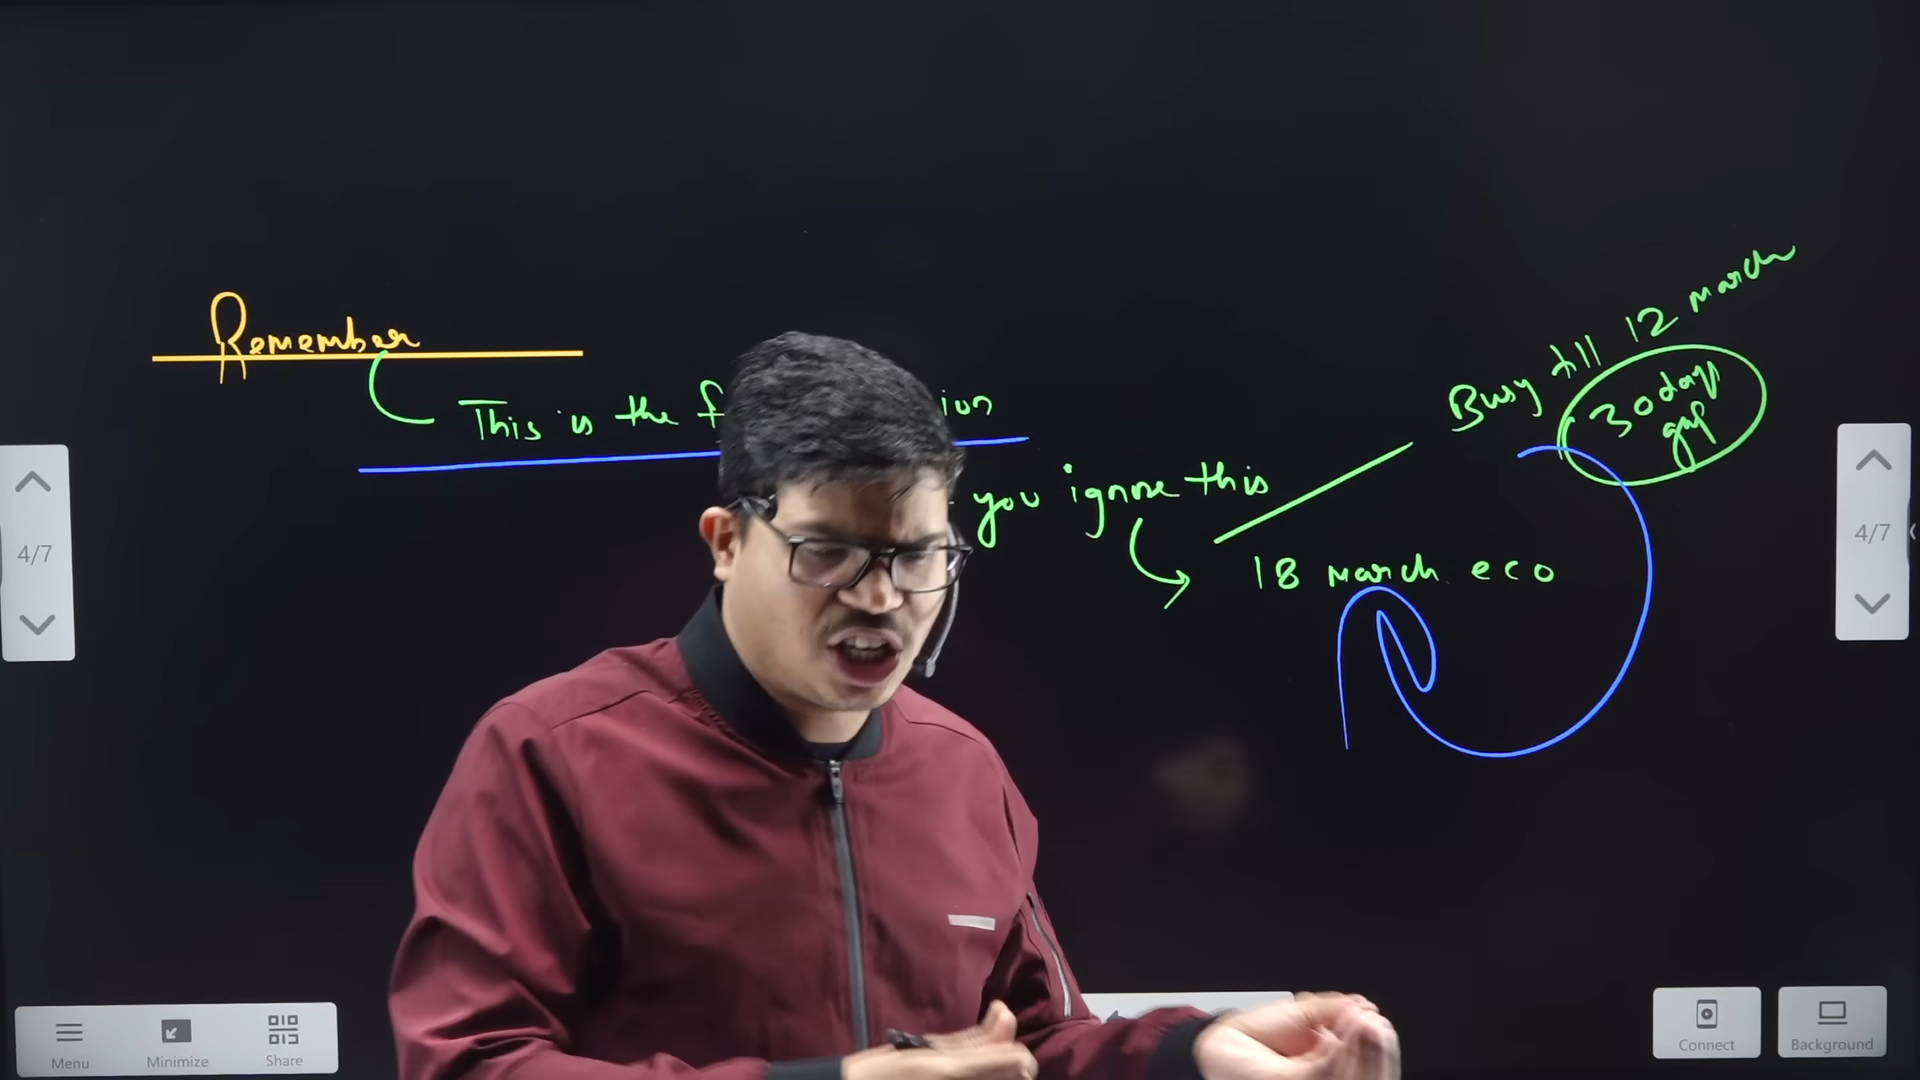 Remember
This is the f ion
you ignore this
Busy till 12 march
30 days
gap
18 march eco
4/7
4/7
Menu
Minimize
Share
Connect
Background